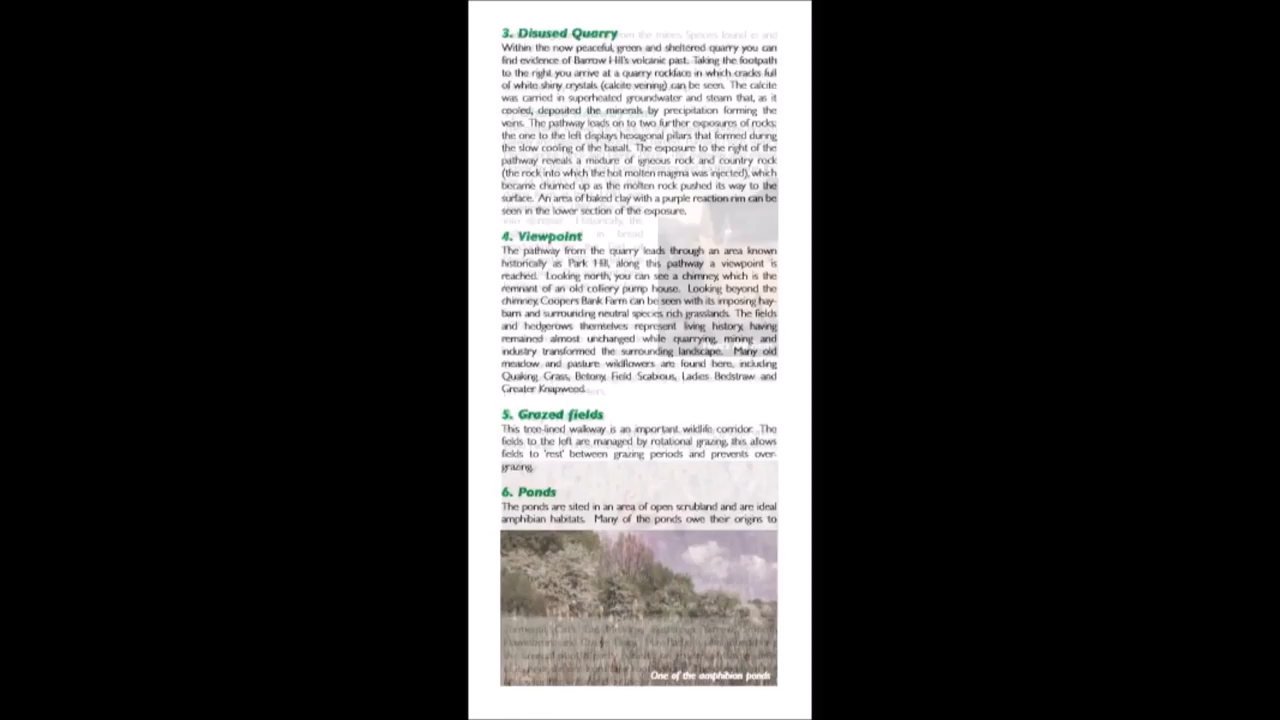 3. Disused Quarry
Within the now peaceful, green and sheltered quarry you can
find evidence of Barrow Hill's volcanic past. Taking the footpath
to the right you arrive at a quarry rockface in which cracks full
of white shiny crystals (calcite veining) can be seen. The calcite
was carried in superheated groundwater and steam that, as it
cooled, deposited the minerals by precipitation forming the
veins. The pathway leads on to two further exposures of rocks;
the one to the left displays hexagonal pillars that formed during
the slow cooling of the basalt. The exposure to the right of the
pathway reveals a mixture of igneous rock and country rock
(the rock into which the hot molten magma was injected), which
became churned up as the molten rock pushed its way to the
surface. An area of baked clay with a purple reaction rim can be
seen in the lower section of the exposure.
4. Viewpoint
The pathway from the quarry leads through an area known
historically as Park Hill, along this pathway a viewpoint is
reached. Looking north, you can see a chimney, which is the
remnant of an old colliery pump house. Looking beyond the
chimney, Coopers Bank Farm can be seen with its imposing hay-
barn and surrounding neutral species rich grasslands. The fields
and hedgerows themselves represent living history, having
remained almost unchanged while quarrying, mining and
industry transformed the surrounding landscape. Many old
meadow and pasture wildflowers are found here, including
Quaking Grass, Betony, Field Scabious, Ladies Bedstraw and
Greater Knapweed.
5. Grazed fields
This tree-lined walkway is an important wildlife corridor. The
fields to the left are managed by rotational grazing, this allows
fields to 'rest' between grazing periods and prevents over-
grazing.
6. Ponds
The ponds are sited in an area of open scrubland and are ideal
amphibian habitats. Many of the ponds owe their origins to
One of the amphibian ponds